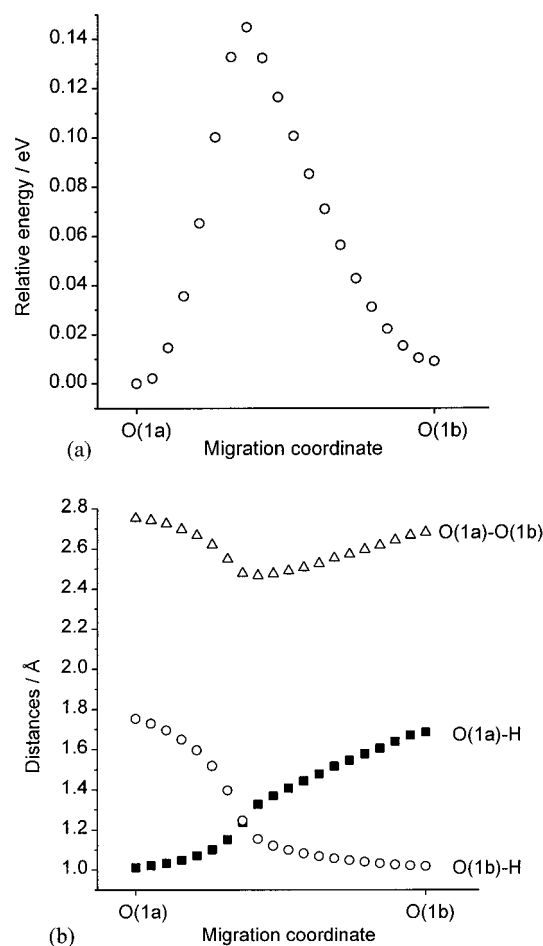 0.14
0.12
0.10
0.08
0.06
0.04
0.02
0.00
Relative energy / eV
O(1a)
O(1b)
Migration coordinate
(a)
2.8
2.6
2.4
2.2
2.0
1.8
1.6
1.4
1.2
1.0
Distances / Å
O(1a)-O(1b)
O(1a)-H
O(1b)-H
O(1a)
O(1b)
Migration coordinate
(b)